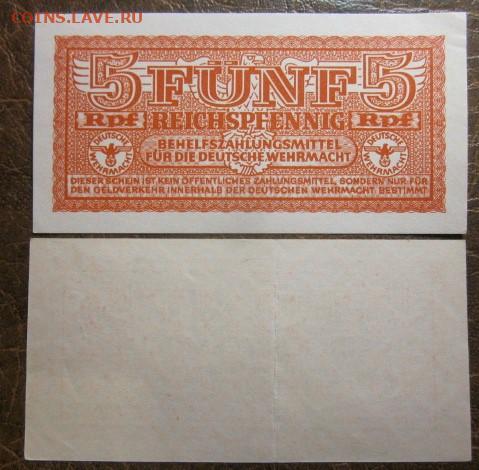 COINS.LAVE.RU
5 FÜNF 5
Rpf REICHSPFENNIG Rpf
BEHELFSZAHLUNGSMITTEL
FÜR DIE DEUTSCHE WEHRMACHT
DEUTSCHE WEHRMACHT
DEUTSCHE WEHRMACHT
DIESER SCHEIN IST KEIN ÖFFENTLICHES ZAHLUNGSMITTEL, SONDERN NUR FÜR
DEN GELDVERKEHR INNERHALB DER DEUTSCHEN WEHRMACHT BESTIMMT